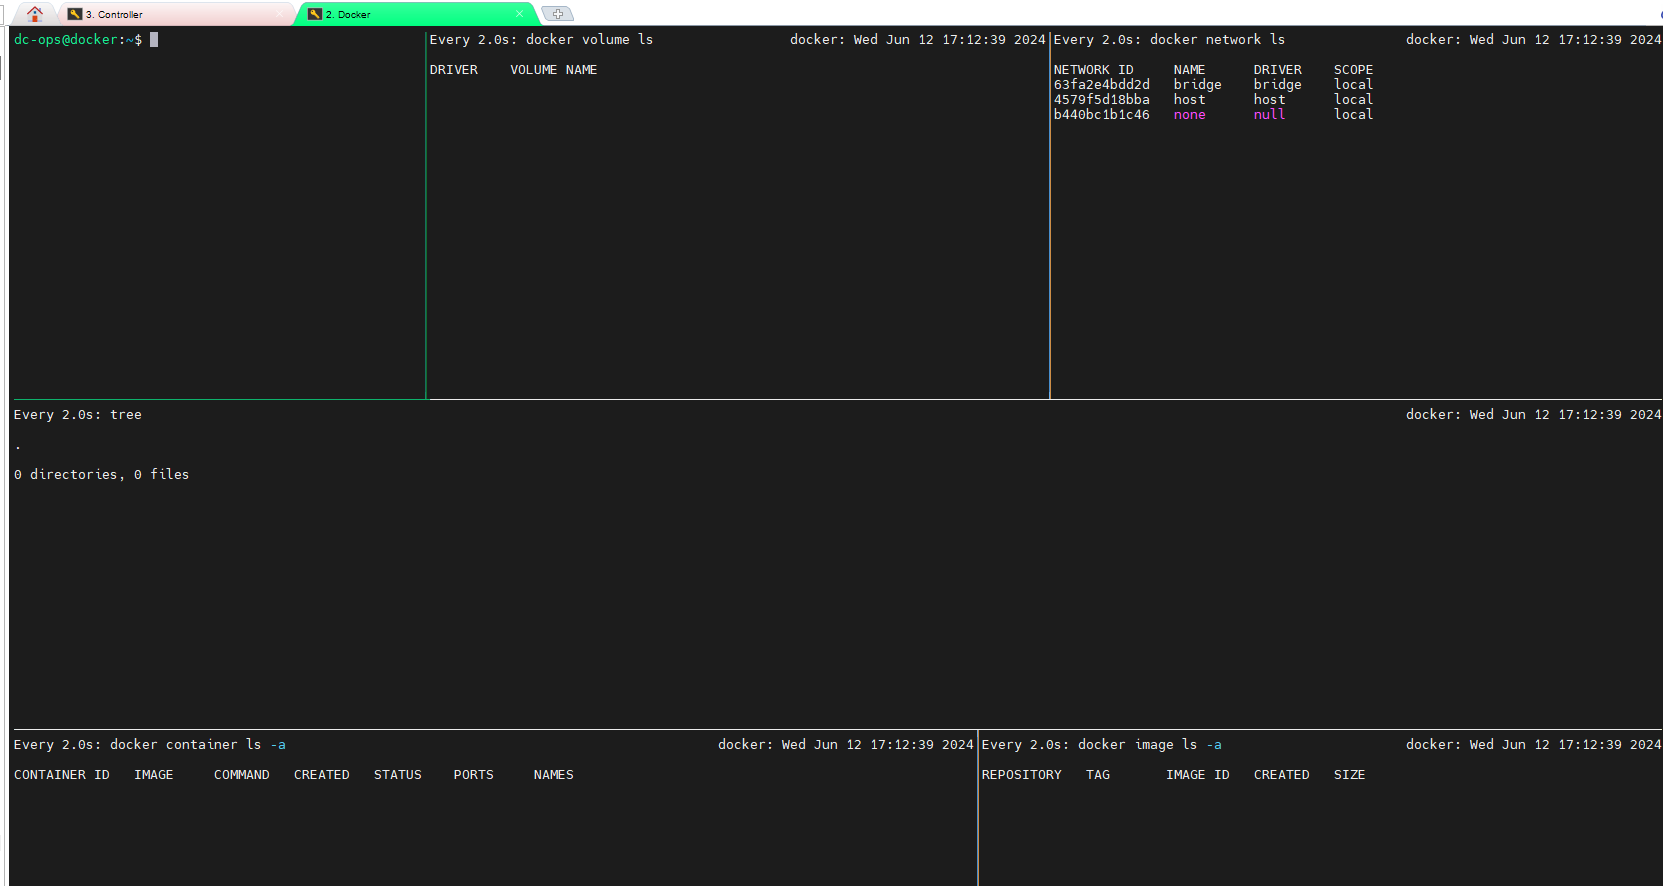 3. Controller
2. Docker
dc-ops@docker:~$
Every 2.0s: docker volume ls docker: Wed Jun 12 17:12:39 2024
DRIVER VOLUME NAME
Every 2.0s: docker network ls docker: Wed Jun 12 17:12:39 2024
NETWORK ID NAME DRIVER SCOPE
63fa2e4bdd2d bridge bridge local
4579f5d18bba host host local
b440bc1b1c46 none null local
Every 2.0s: tree docker: Wed Jun 12 17:12:39 2024
.
0 directories, 0 files
Every 2.0s: docker container ls -a docker: Wed Jun 12 17:12:39 2024
CONTAINER ID IMAGE COMMAND CREATED STATUS PORTS NAMES
Every 2.0s: docker image ls -a docker: Wed Jun 12 17:12:39 2024
REPOSITORY TAG IMAGE ID CREATED SIZE